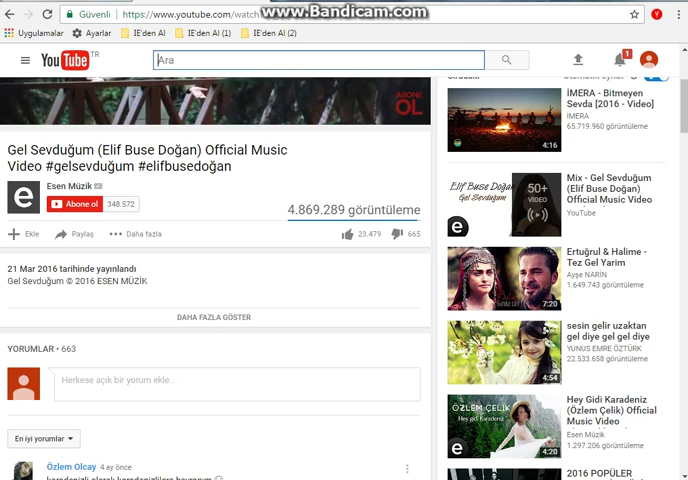 www.Bandicam.com
Güvenli
https://www.youtube.com/watch
Uygulamalar
Ayarlar
IE'den Al
IE'den Al (1)
IE'den Al (2)
YouTube TR
Ara
1
ABONE
OL
Gel Sevduğum (Elif Buse Doğan) Official Music
Video #gelsevduğum #elifbusedoğan
Esen Müzik
Abone ol 348.572
4.869.289 görüntüleme
Ekle Paylaş Daha fazla 23.479 665
21 Mar 2016 tarihinde yayınlandı
Gel Sevduğum © 2016 ESEN MÜZİK
DAHA FAZLA GÖSTER
YORUMLAR • 663
Herkese açık bir yorum ekle...
En iyi yorumlar
Özlem Olcay 4 ay önce
İMERA - Bitmeyen
Sevda [2016 - Video]
İMERA
65.719.960 görüntüleme
4:16
Elif Buse Doğan
Gel Sevduğum
50+
VİDEO
Mix - Gel Sevduğum
(Elif Buse Doğan)
Official Music Video
YouTube
Ertuğrul & Halime -
Tez Gel Yarim
Ayşe NARİN
1.649.743 görüntüleme
7:20
sesin gelir uzaktan
gel diye gel gel diye
YUNUS EMRE ÖZTÜRK
22.533.658 görüntüleme
4:54
ÖZLEM ÇELİK
Hey Gidi Karadeniz
Hey Gidi Karadeniz
(Özlem Çelik) Official
Music Video
Esen Müzik
1.297.206 görüntüleme
4:20
2016 POPÜLER